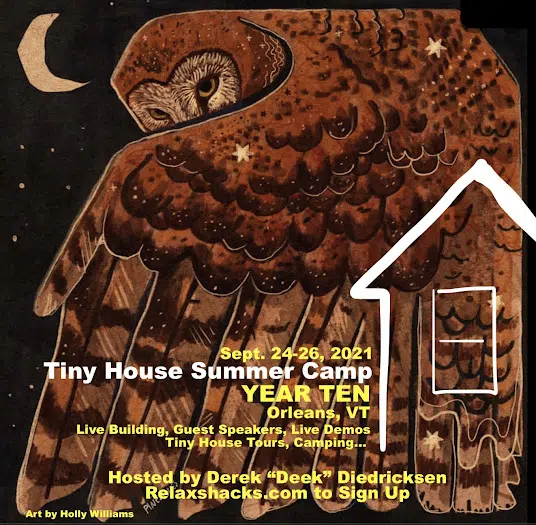 Sept. 24-26, 2021
Tiny House Summer Camp
YEAR TEN
Orleans, VT
Live Building, Guest Speakers, Live Demos
Tiny House Tours, Camping...
Hosted by Derek “Deek” Diedricksen
Relaxshacks.com to Sign Up
Art by Holly Williams